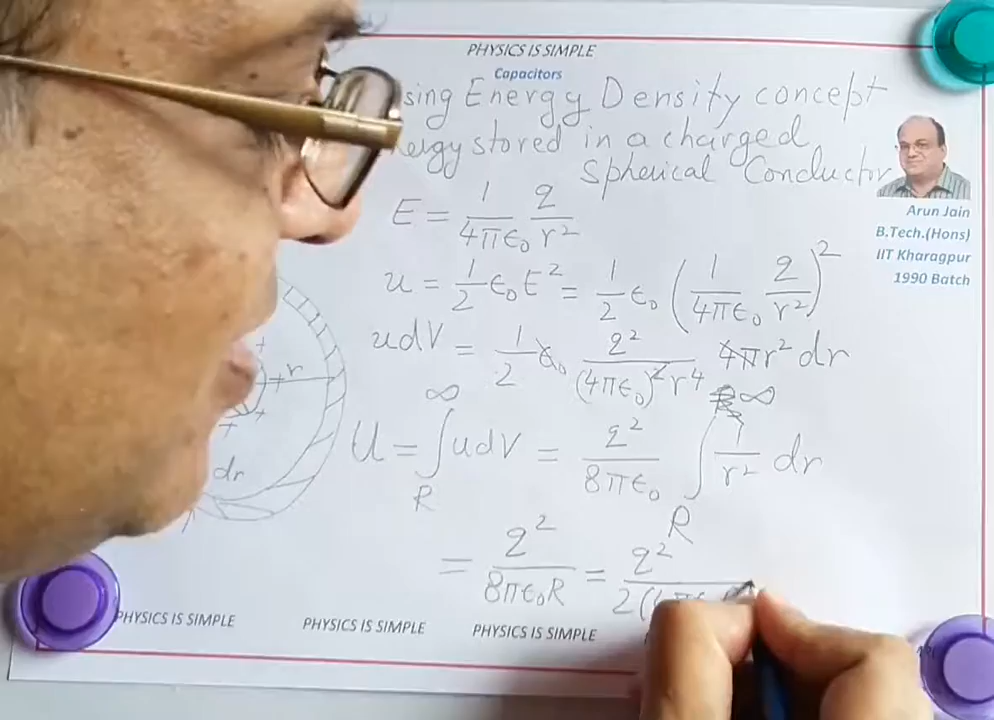 PHYSICS IS SIMPLE
Capacitors
Energy Density concept
stored in a charged
Spherical Conductor
Arun Jain
B.Tech.(Hons)
IIT Kharagpur
1990 Batch
E = 1/4πε₀ q/r²
u = 1/2 ε₀E² = 1/2 ε₀ (1/4πε₀ q/r²)²
udV = 1/2 ε₀ q²/(4πε₀)²r⁴ 4πr² dr
U = ∫_R^∞ udV = q²/8πε₀ ∫_R^∞ 1/r² dr
= q²/8πε₀R = q²/2(
r
dr
PHYSICS IS SIMPLE PHYSICS IS SIMPLE PHYSICS IS SIMPLE